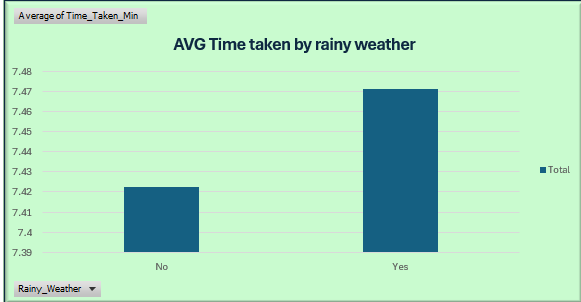 Average of Time_Taken_Min
AVG Time taken by rainy weather
7.48
7.47
7.46
7.45
7.44
7.43
7.42
7.41
7.4
7.39
No
Yes
Total
Rainy_Weather